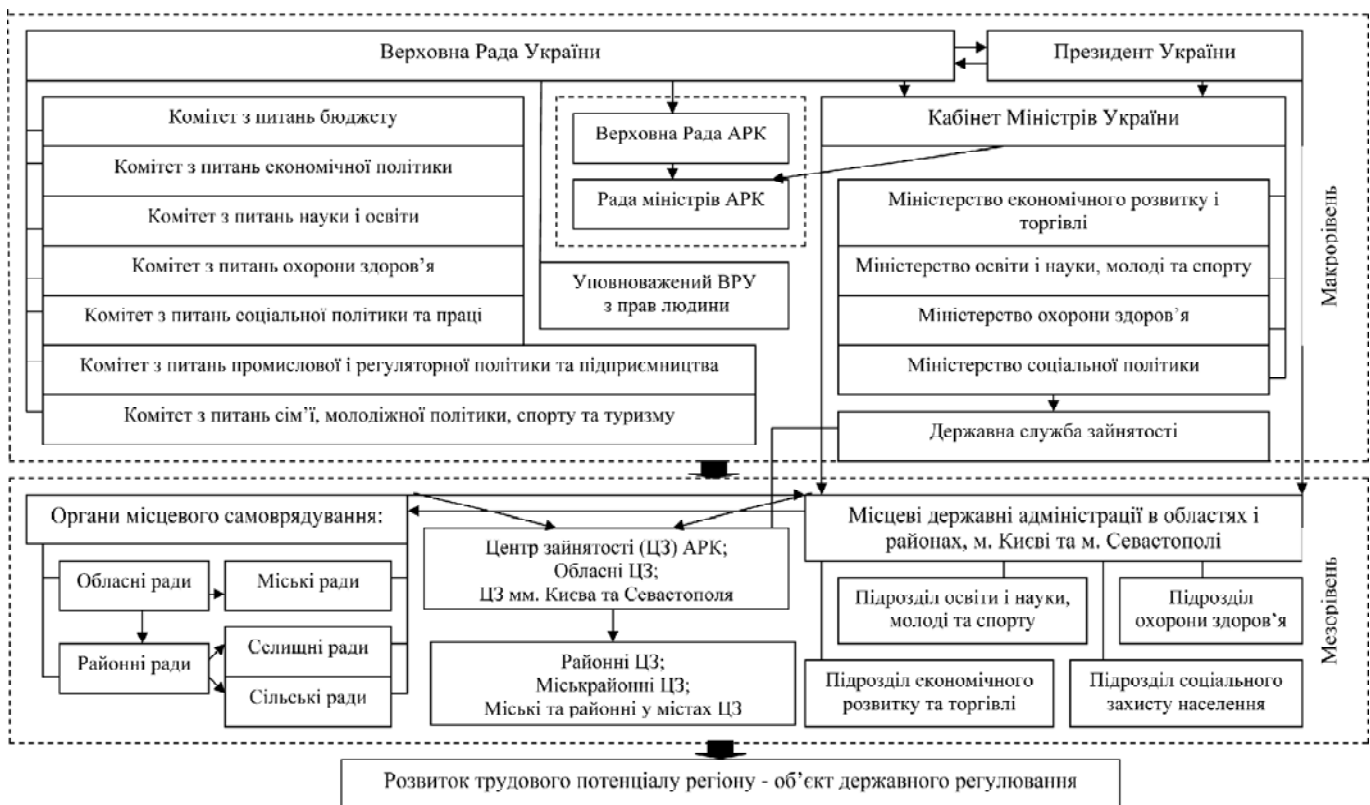 Верховна Рада України
Президент України
Комітет з питань бюджету
Комітет з питань економічної політики
Комітет з питань науки і освіти
Комітет з питань охорони здоров’я
Комітет з питань соціальної політики та праці
Комітет з питань промислової і регуляторної політики та підприємництва
Комітет з питань сім’ї, молодіжної політики, спорту та туризму
Верховна Рада АРК
Рада міністрів АРК
Уповноважений ВРУ
з прав людини
Кабінет Міністрів України
Міністерство економічного розвитку і
торгівлі
Міністерство освіти і науки, молоді та спорту
Міністерство охорони здоров’я
Міністерство соціальної політики
Державна служба зайнятості
Макрорівень
Органи місцевого самоврядування:
Обласні ради
Міські ради
Районні ради
Селищні ради
Сільські ради
Центр зайнятості (ЦЗ) АРК;
Обласні ЦЗ;
ЦЗ мм. Києва та Севастополя
Районні ЦЗ;
Міськрайонні ЦЗ;
Міські та районні у містах ЦЗ
Місцеві державні адміністрації в областях і
районах, м. Києві та м. Севастополі
Підрозділ освіти і науки,
молоді та спорту
Підрозділ
охорони здоров’я
Підрозділ економічного
розвитку та торгівлі
Підрозділ соціального
захисту населення
Мезорівень
Розвиток трудового потенціалу регіону - об’єкт державного регулювання